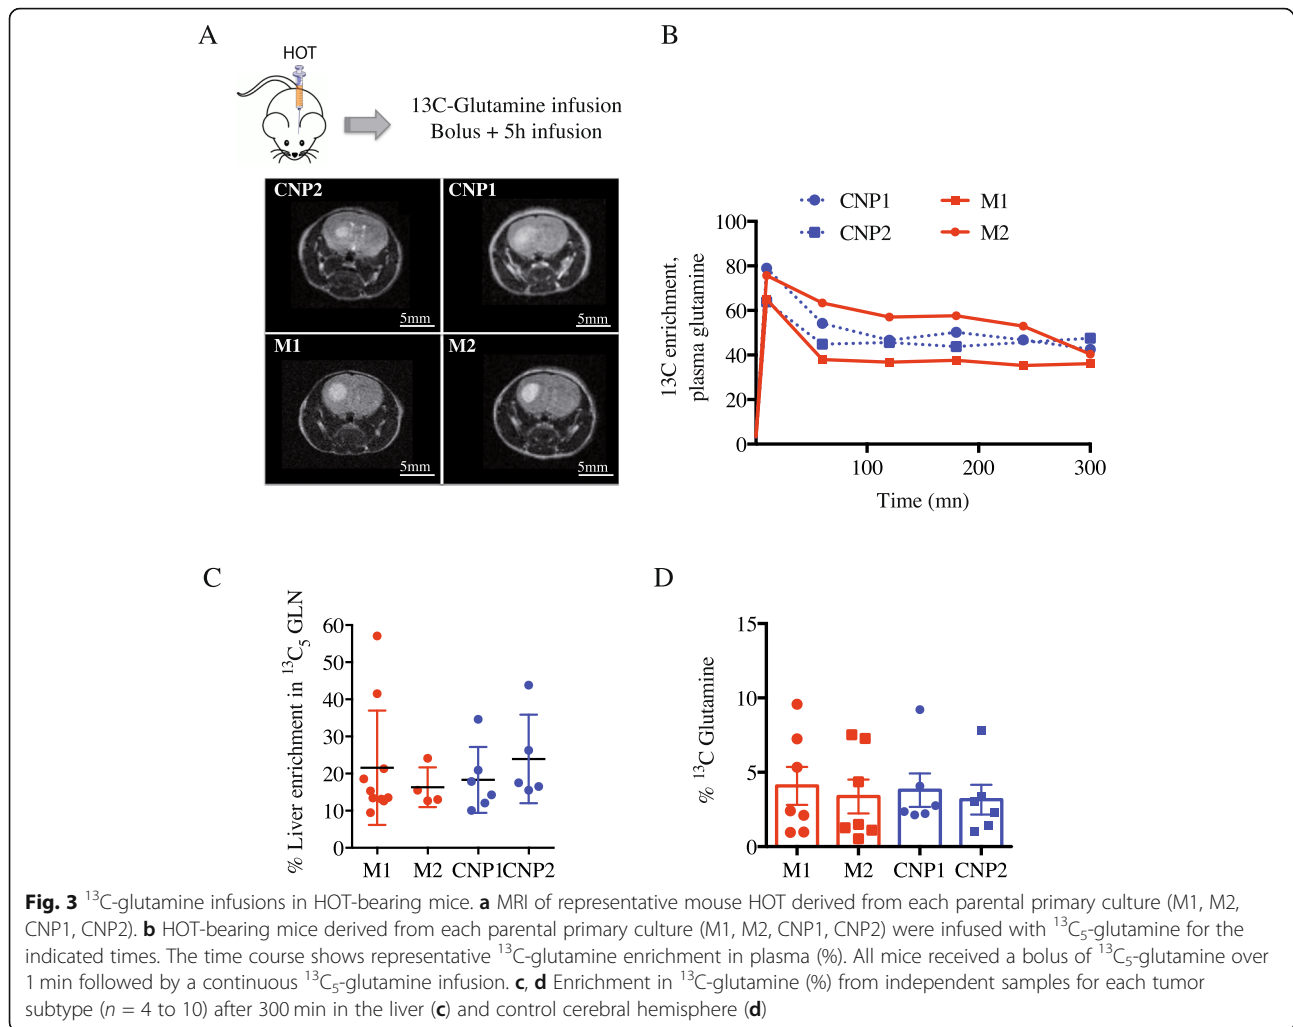 A
HOT
13C-Glutamine infusion
Bolus + 5h infusion
CNP2
5mm
CNP1
5mm
M1
5mm
M2
5mm
B
CNP1
M1
CNP2
M2
13C enrichment,
plasma glutamine
100
80
60
40
20
0
100
200
300
Time (mn)
C
% Liver enrichment in ¹³C₅ GLN
60
50
40
30
20
10
0
M1
M2
CNP1
CNP2
D
% ¹³C Glutamine
15
10
5
0
M1
M2
CNP1
CNP2
Fig. 3 ¹³C-glutamine infusions in HOT-bearing mice. a MRI of representative mouse HOT derived from each parental primary culture (M1, M2,
CNP1, CNP2). b HOT-bearing mice derived from each parental primary culture (M1, M2, CNP1, CNP2) were infused with ¹³C₅-glutamine for the
indicated times. The time course shows representative ¹³C-glutamine enrichment in plasma (%). All mice received a bolus of ¹³C₅-glutamine over
1 min followed by a continuous ¹³C₅-glutamine infusion. c, d Enrichment in ¹³C-glutamine (%) from independent samples for each tumor
subtype (n = 4 to 10) after 300 min in the liver (c) and control cerebral hemisphere (d)